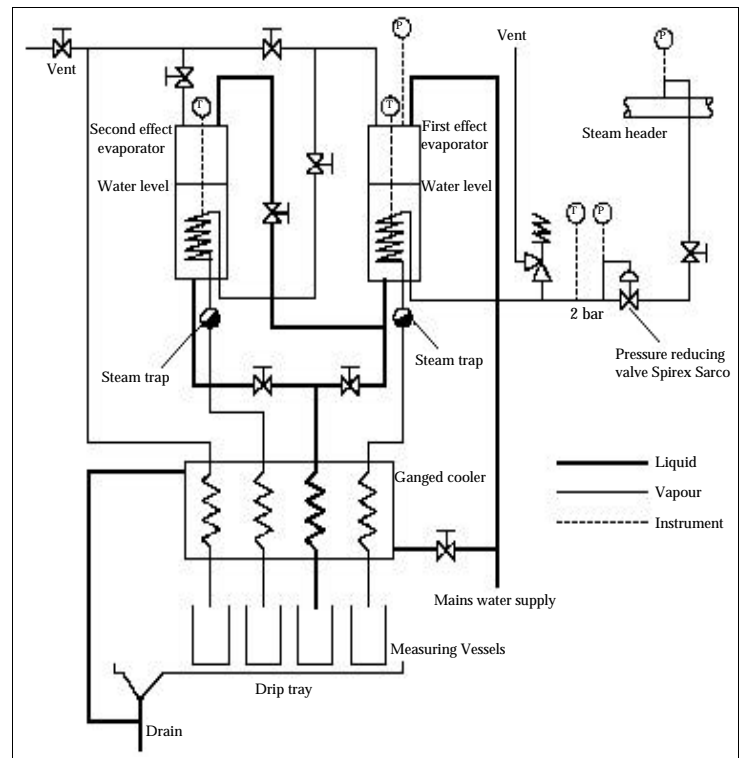 P
Vent
P
Vent
T
T
Second effect
evaporator
First effect
evaporator
Steam header
Water level
Water level
T
P
2 bar
Steam trap
Steam trap
Pressure reducing
valve Spirex Sarco
Ganged cooler
Liquid
Vapour
Instrument
Mains water supply
Measuring Vessels
Drip tray
Drain